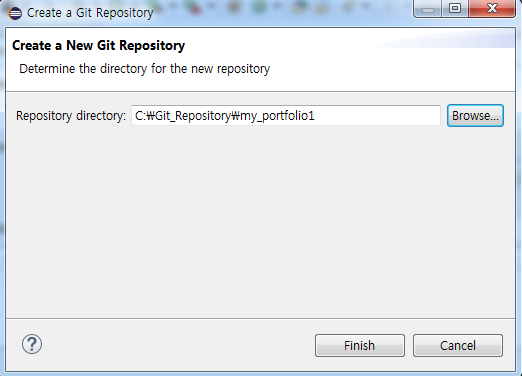 Create a Git Repository
Create a New Git Repository
Determine the directory for the new repository
Repository directory: C:₩Git_Repository₩my_portfolio1 Browse...
?
Finish Cancel